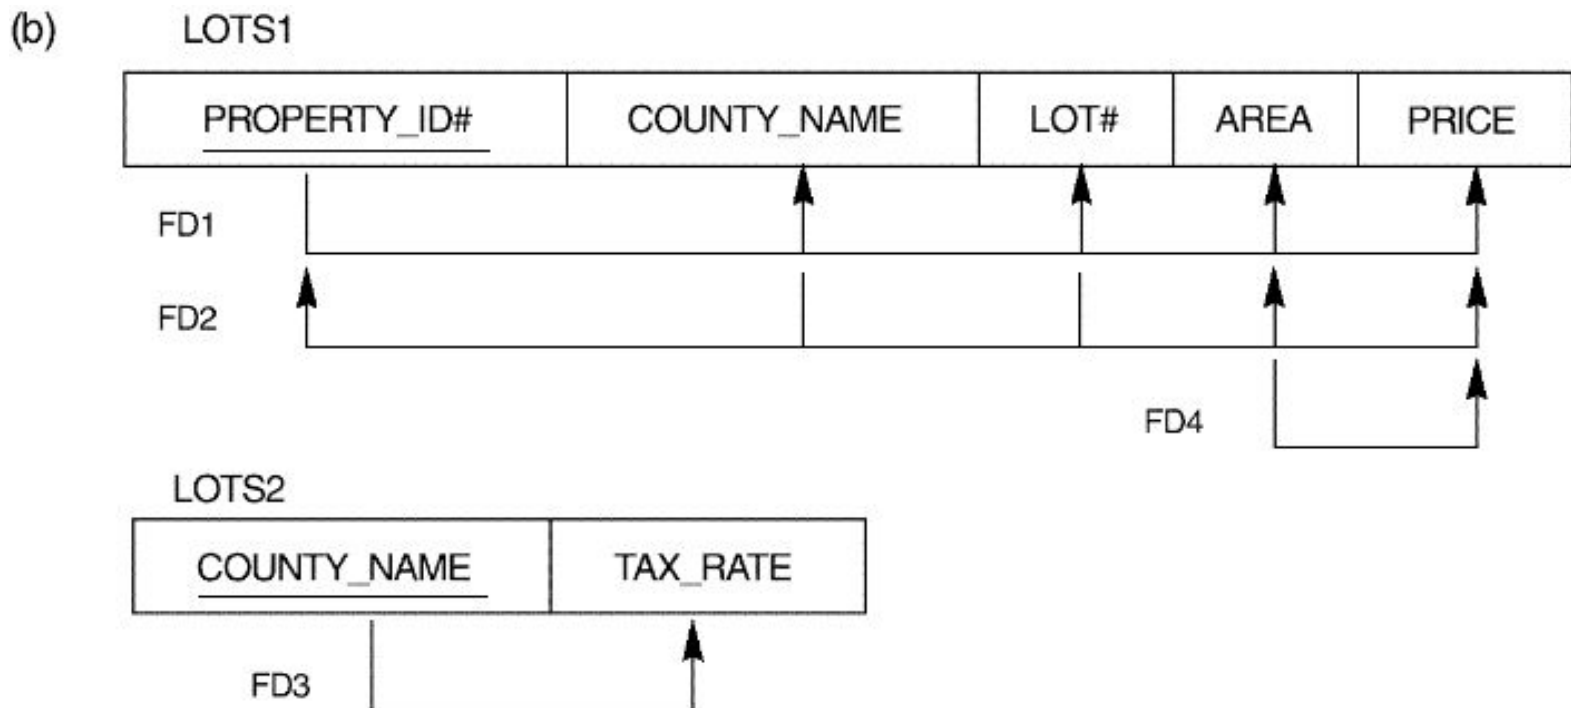 (b) LOTS1
PROPERTY_ID# COUNTY_NAME LOT# AREA PRICE
FD1
FD2
FD4
LOTS2
COUNTY_NAME TAX_RATE
FD3